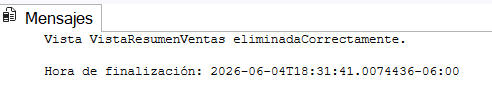 Mensajes
Vista VistaResumenVentas eliminadaCorrectamente.
Hora de finalización: 2026-06-04T18:31:41.0074436-06:00